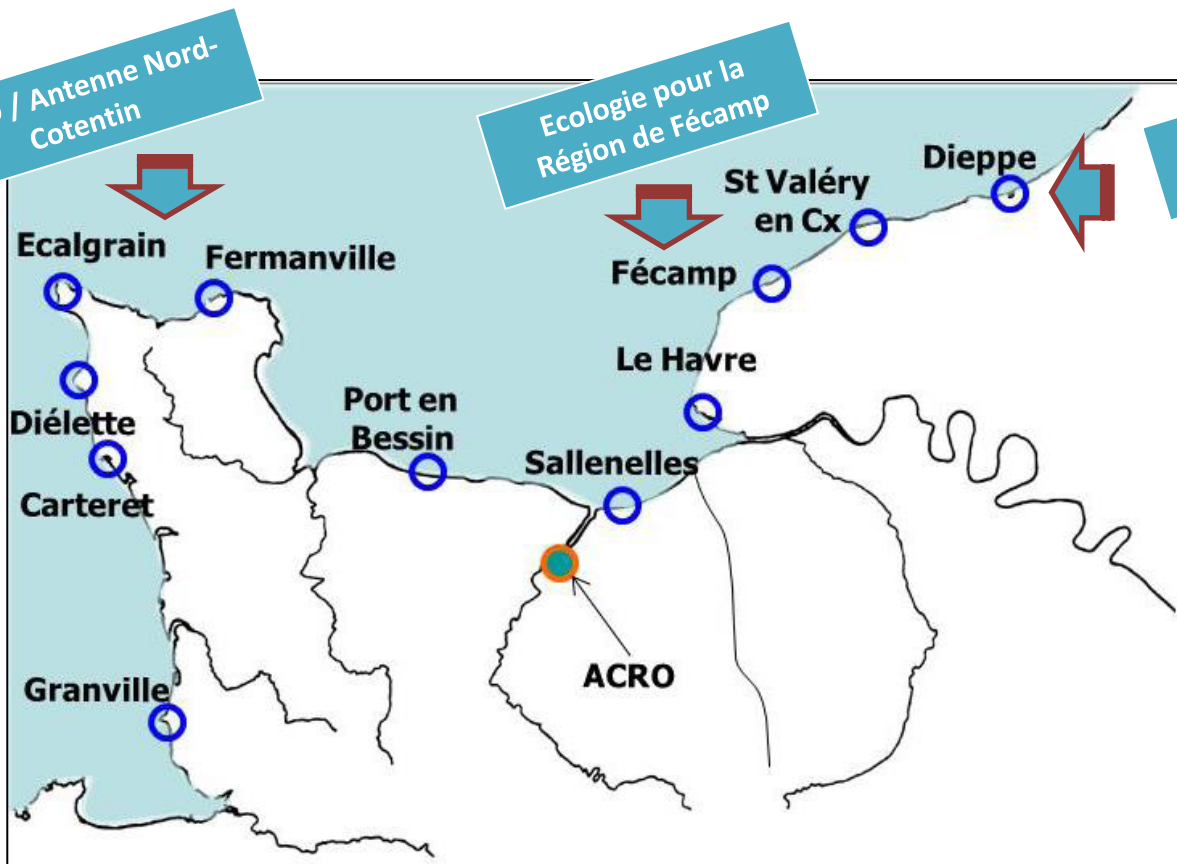 / Antenne Nord-
Cotentin
Ecologie pour la
Région de Fécamp
Dieppe
St Valéry
en Cx
Ecalgrain
Fermanville
Fécamp
Le Havre
Diélette
Port en
Bessin
Sallenelles
Carteret
ACRO
Granville